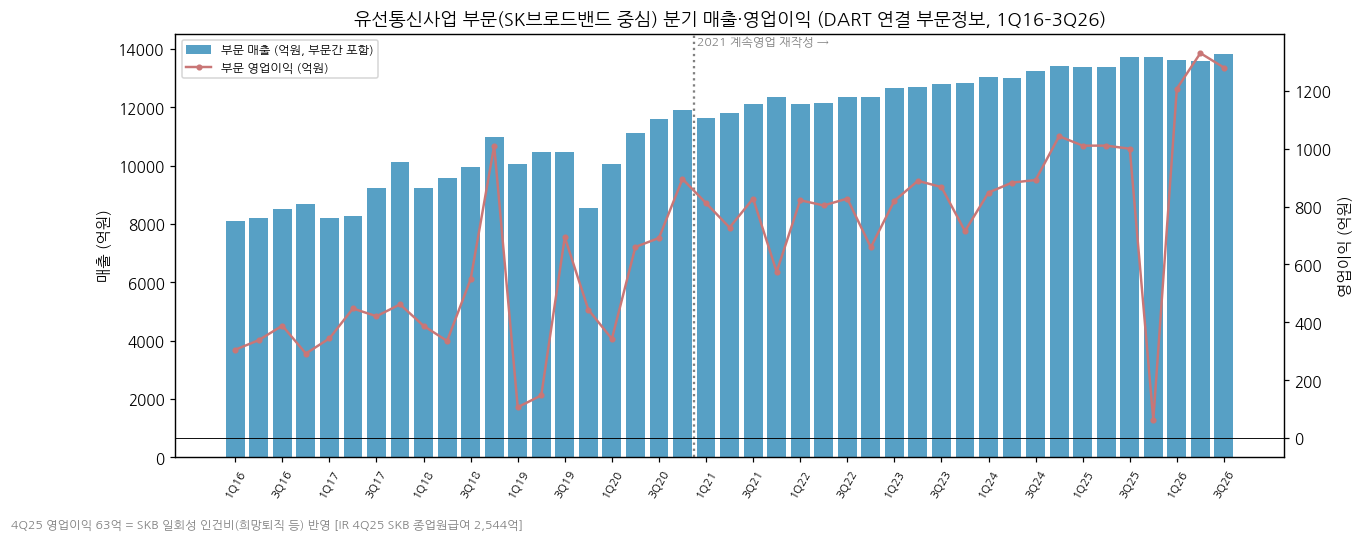 유선통신사업 부문(SK브로드밴드 중심) 분기 매출·영업이익 (DART 연결 부문정보, 1Q16–3Q26)
부문 매출 (억원, 부문간 포함)
부문 영업이익 (억원)
2021 계속영업 재작성 →
매출 (억원)
14000
12000
10000
8000
6000
4000
2000
0
영업이익 (억원)
1200
1000
800
600
400
200
0
1Q16
3Q16
1Q17
3Q17
1Q18
3Q18
1Q19
3Q19
1Q20
3Q20
1Q21
3Q21
1Q22
3Q22
1Q23
3Q23
1Q24
3Q24
1Q25
3Q25
1Q26
3Q26
4Q25 영업이익 63억 = SKB 일회성 인건비(희망퇴직 등) 반영 [IR 4Q25 SKB 종업원급여 2,544억]